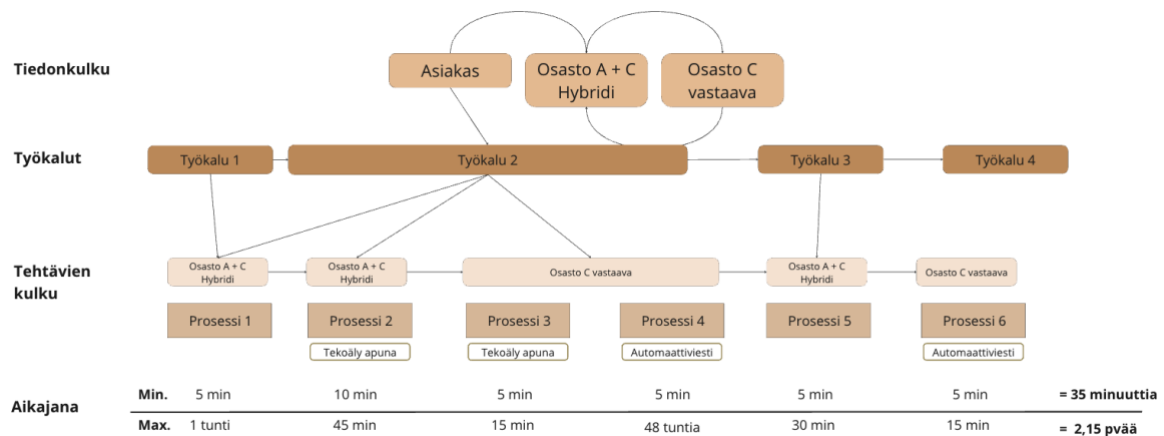 Tiedonkulku
Asiakas
Osasto A + C
Hybridi
Osasto C
vastaava
Työkalut
Työkalu 1
Työkalu 2
Työkalu 3
Työkalu 4
Tehtävien
kulku
Osasto A + C
Hybridi
Osasto A + C
Hybridi
Osasto C vastaava
Osasto A + C
Hybridi
Osasto C vastaava
Prosessi 1
Prosessi 2
Prosessi 3
Prosessi 4
Prosessi 5
Prosessi 6
Tekoäly apuna
Tekoäly apuna
Automaattiviesti
Automaattiviesti
Aikajana
Min. 5 min 10 min 5 min 5 min 5 min 5 min = 35 minuuttia
Max. 1 tunti 45 min 15 min 48 tuntia 30 min 15 min = 2,15 pvää